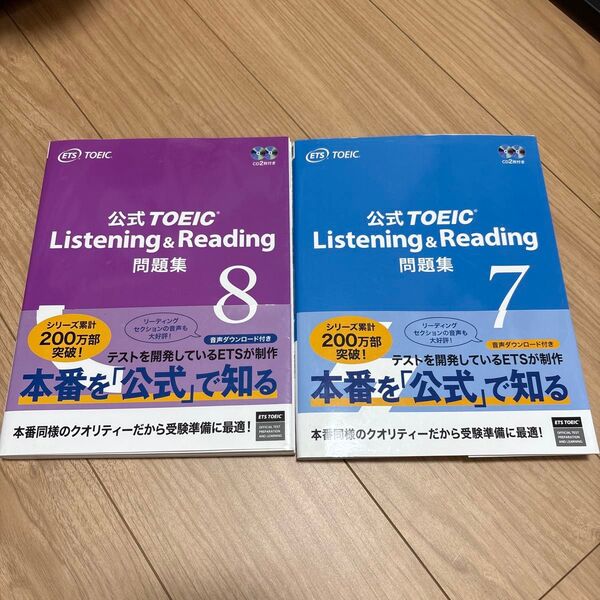 ETS TOEIC®
CD2枚付き
公式 TOEIC®
Listening & Reading
問題集
8
シリーズ累計
200万部
突破!
リーディング
セクションの音声も
大好評!
音声ダウンロード付き
テストを開発しているETSが制作
本番を「公式」で知る
本番同様のクオリティーだから受験準備に最適!
ETS TOEIC®
OFFICIAL TEST
PREPARATION
AND LEARNING
ETS TOEIC®
CD2枚付き
公式 TOEIC®
Listening & Reading
問題集
7
シリーズ累計
200万部
突破!
リーディング
セクションの音声も
大好評!
音声ダウンロード付き
テストを開発しているETSが制作
本番を「公式」で知る
本番同様のクオリティーだから受験準備に最適!
ETS TOEIC®
OFFICIAL TEST
PREPARATION
AND LEARNING